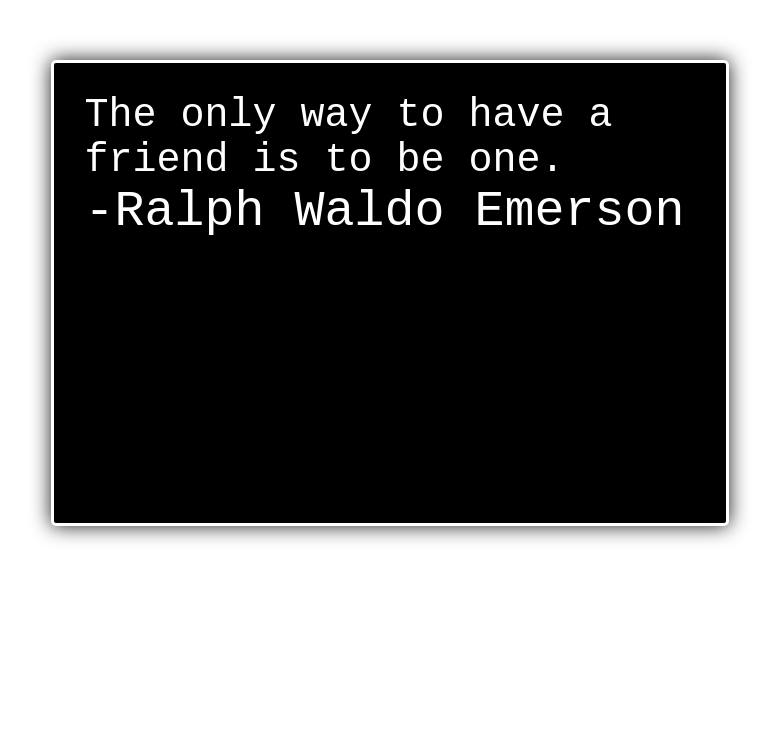 The only way to have a
friend is to be one.
-Ralph Waldo Emerson